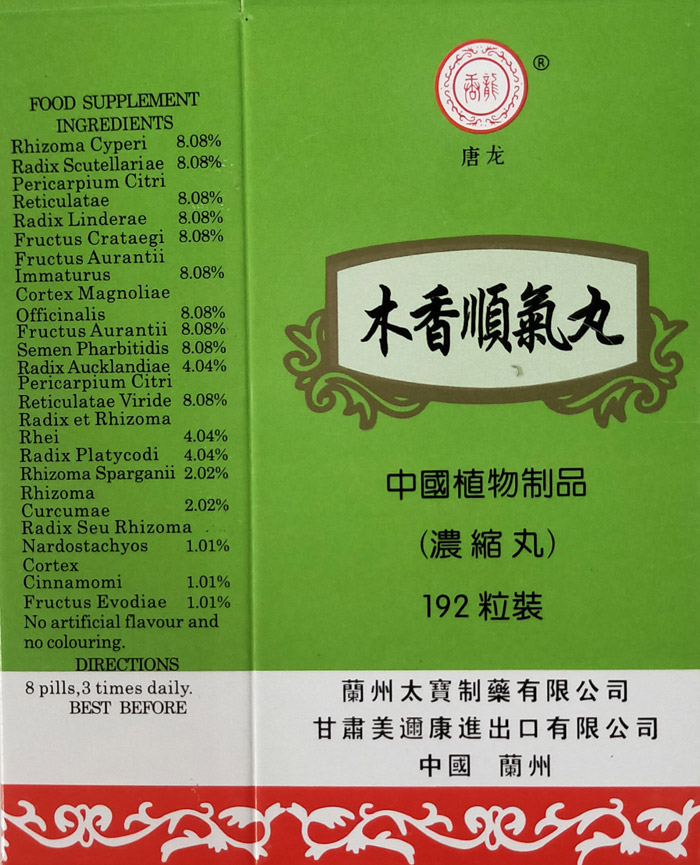 FOOD SUPPLEMENT
INGREDIENTS
Rhizoma Cyperi 8.08%
Radix Scutellariae 8.08%
Pericarpium Citri
Reticulatae 8.08%
Radix Linderae 8.08%
Fructus Crataegi 8.08%
Fructus Aurantii
Immaturus 8.08%
Cortex Magnoliae
Officinalis 8.08%
Fructus Aurantii 8.08%
Semen Pharbitidis 8.08%
Radix Aucklandiae 4.04%
Pericarpium Citri
Reticulatae Viride 8.08%
Radix et Rhizoma
Rhei 4.04%
Radix Platycodi 4.04%
Rhizoma Sparganii 2.02%
Rhizoma
Curcumae 2.02%
Radix Seu Rhizoma
Nardostachyos 1.01%
Cortex
Cinnamomi 1.01%
Fructus Evodiae 1.01%
No artificial flavour and
no colouring.
DIRECTIONS
8 pills,3 times daily.
BEST BEFORE
®
唐龙
木香順氣丸
中國植物制品
(濃縮丸)
192粒裝
蘭州太寶制藥有限公司
甘肅美邇康進出口有限公司
中國 蘭州